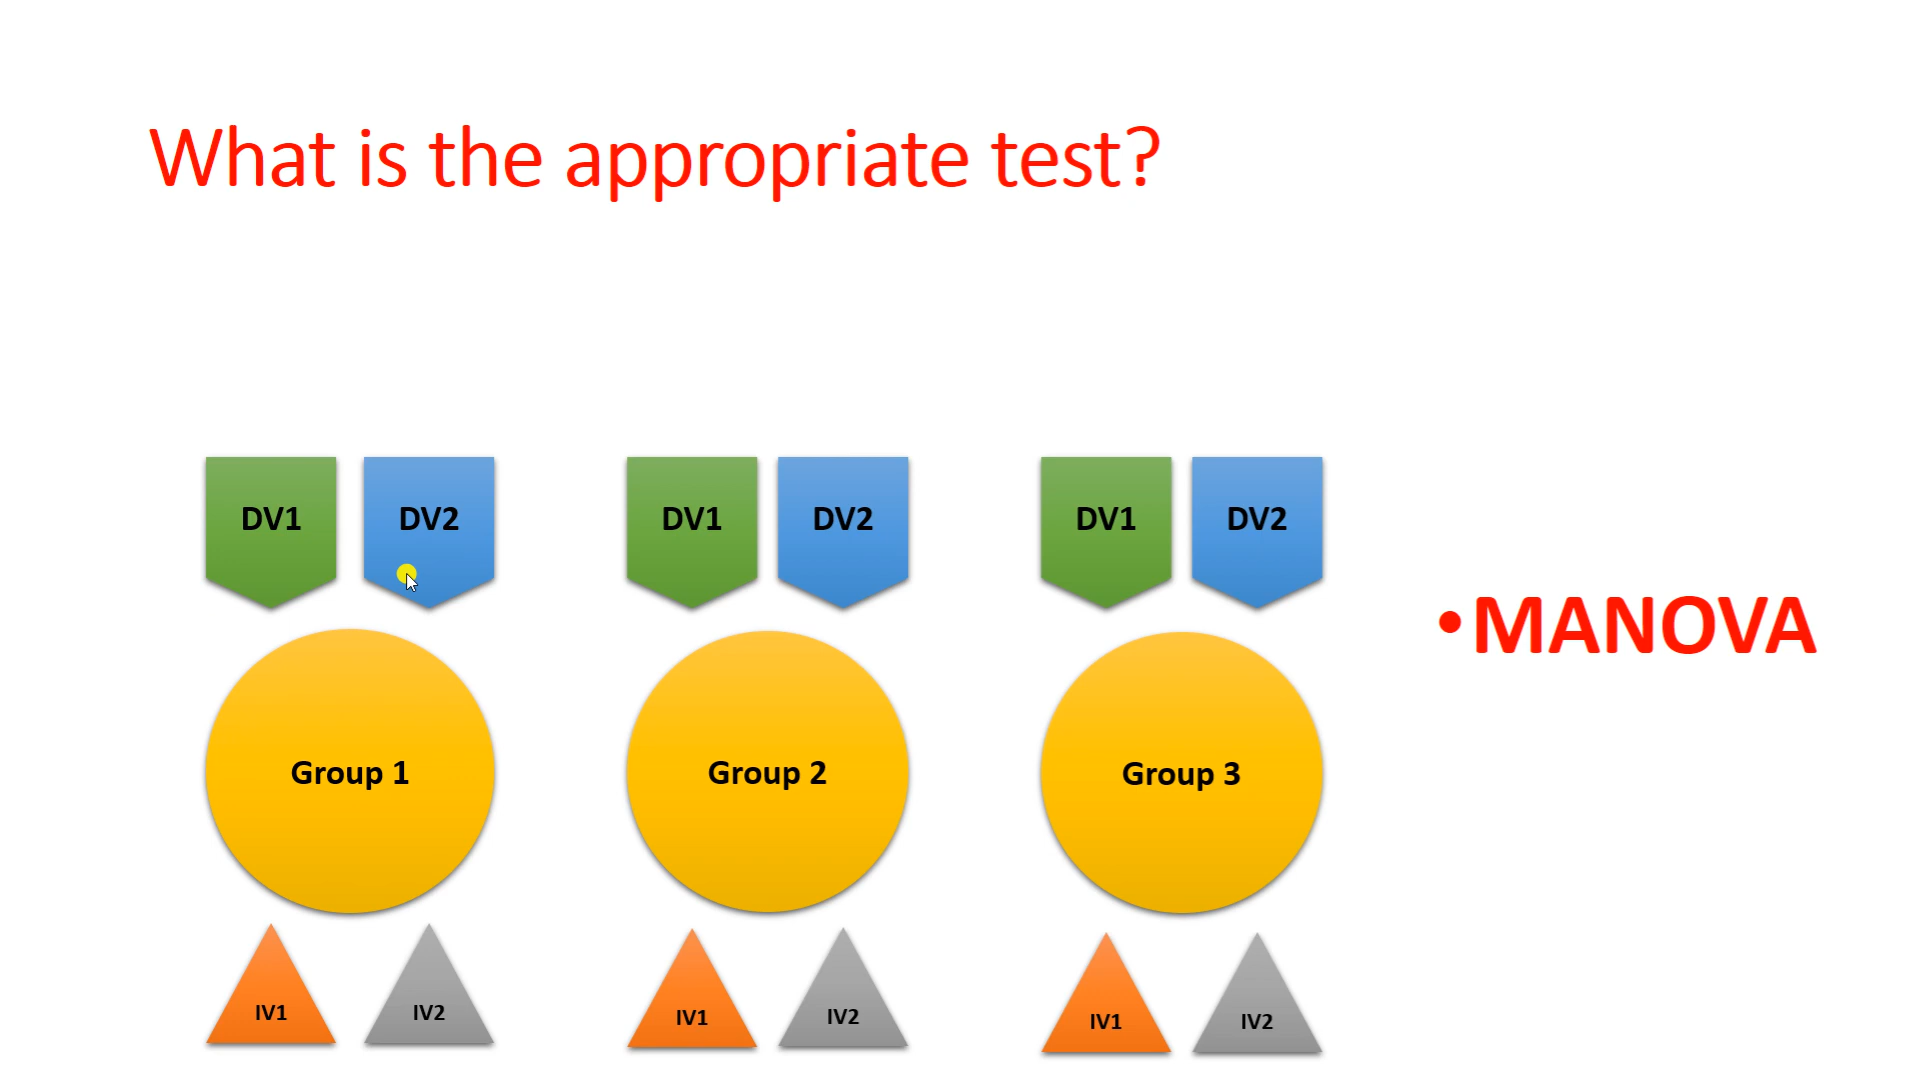 What is the appropriate test?
DV1 DV2 DV1 DV2 DV1 DV2
•MANOVA
Group 1 Group 2 Group 3
IV1 IV2 IV1 IV2 IV1 IV2